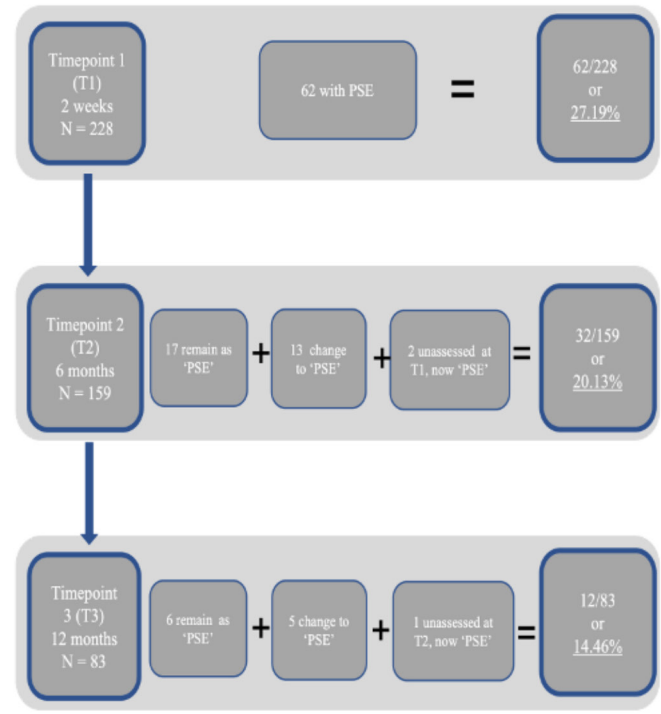 Timepoint 1
(T1)
2 weeks
N = 228
62 with PSE
=
62/228
or
27.19%
Timepoint 2
(T2)
6 months
N = 159
17 remain as
‘PSE’
+
13 change
to ‘PSE’
+
2 unassessed at
T1, now ‘PSE’
=
32/159
or
20.13%
Timepoint
3 (T3)
12 months
N = 83
6 remain as
‘PSE’
+
5 change to
‘PSE’
+
1 unassessed at
T2, now ‘PSE’
=
12/83
or
14.46%